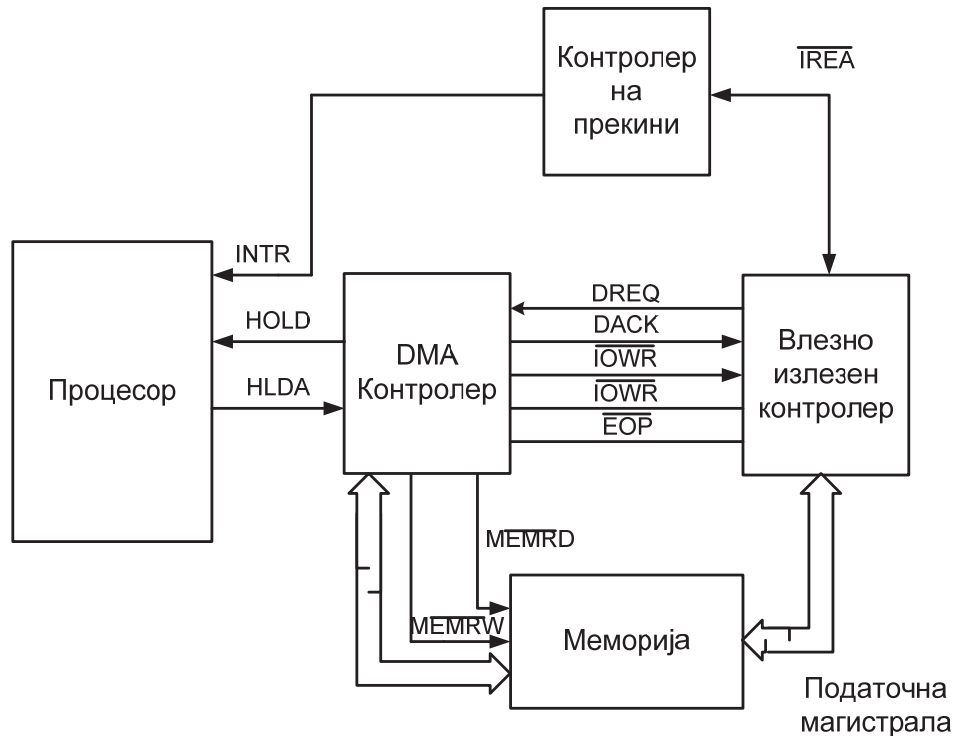 Контролер
на
прекини
IREA
INTR
HOLD
HLDA
Процесор
DMA
Контролер
DREQ
DACK
IOWR
IOWR
EOP
Влезно
излезен
контролер
MEMRD
MEMRW
Меморија
Податочна
магистрала